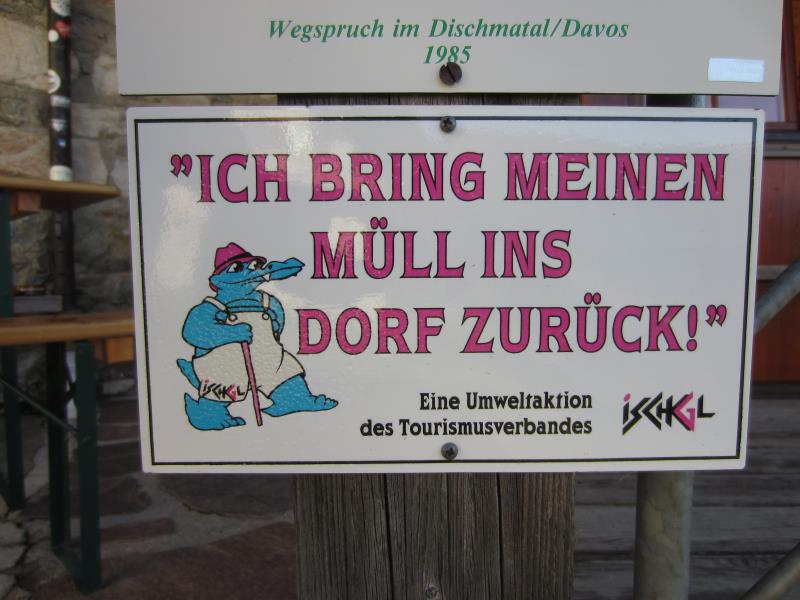 Wegspruch im Dischmatal/Davos
1985
"ICH BRING MEINEN
MÜLL INS
DORF ZURÜCK!"
iSCHGL
Eine Umweltaktion
des Tourismusverbandes
iSCHGL